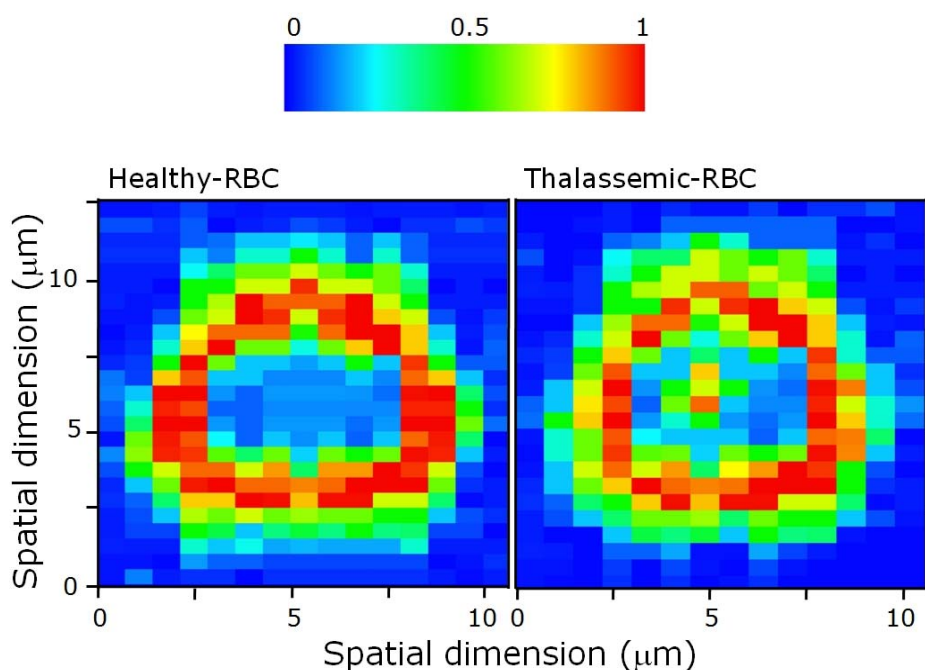 0 0.5 1
Healthy-RBC Thalassemic-RBC
Spatial dimension (μm)
10
5
0
0 5 10 0 5 10
Spatial dimension (μm)